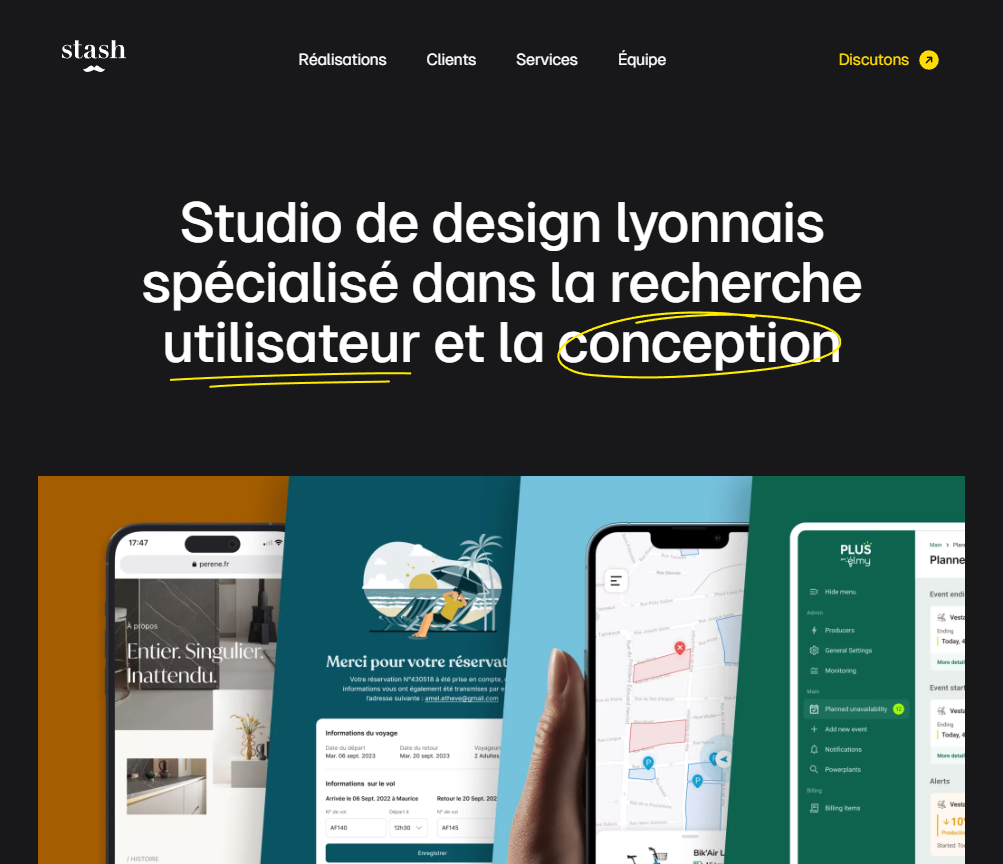 stash
Réalisations
Clients
Services
Équipe
Discutons
Studio de design lyonnais
spécialisé dans la recherche
utilisateur et la conception
17:47
perene.fr
À propos
Entier. Singulier.
Inattendu.
/ HISTOIRE
Merci pour votre réservat
Votre réservation N°430518 à été prise en compte,
informations vous ont également été transmises par e
l'adresse suivante : amel.etheve@gmail.com
Informations du voyage
Date du départ
Date du retour
Voyageurs
Mar. 06 sept. 2023
Mar. 20 sept. 2023
2 Adultes
Informations sur le vol
Arrivée le 06 Sept. 2022 à Maurice
Retour le 20 Sept. 202
N° de vol
Départ à
N° de vol
AF140
12h30
AF145
Enregistrer
P
P
P
Bik'Air L
PLUS
elmy
Hide menu
Admin
Producers
General Settings
Monitoring
Main
Planned unavailability
12
Add new event
Notifications
Powerplants
Billing
Billing Items
Main > Plann
Planne
Event endi
Vesta
Ending
Today, 4
More detail
Event start
Vesta
Today, 4
More detail
Alerts
Vesta
10
Productio
Started: To